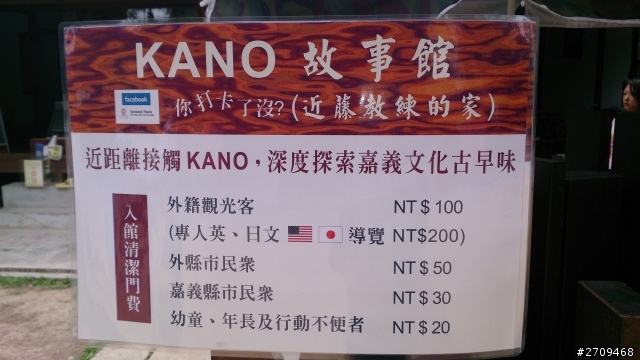 KANO 故事館
facebook 你打卡了沒?(近藤教練的家)
近距離接觸KANO，深度探索嘉義文化古早味
入館清潔門費
外籍觀光客 NT$100
(專人英、日文 導覽 NT$200)
外縣市民眾 NT$50
嘉義縣市民眾 NT$30
幼童、年長及行動不便者 NT$20
#2709468